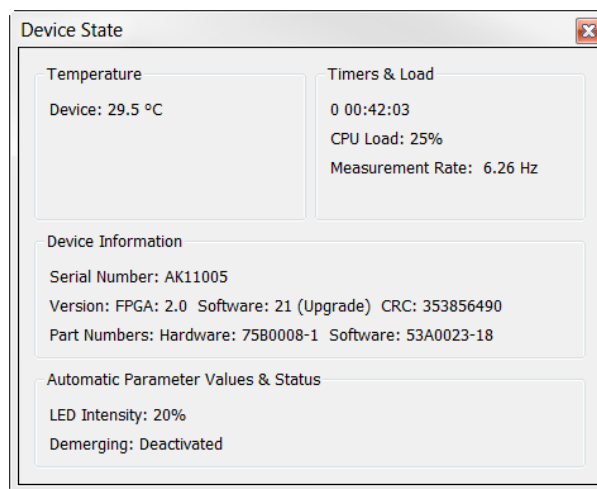 Device State
Temperature
Device: 29.5 ºC
Timers & Load
0 00:42:03
CPU Load: 25%
Measurement Rate: 6.26 Hz
Device Information
Serial Number: AK11005
Version: FPGA: 2.0 Software: 21 (Upgrade) CRC: 353856490
Part Numbers: Hardware: 75B0008-1 Software: 53A0023-18
Automatic Parameter Values & Status
LED Intensity: 20%
Demerging: Deactivated